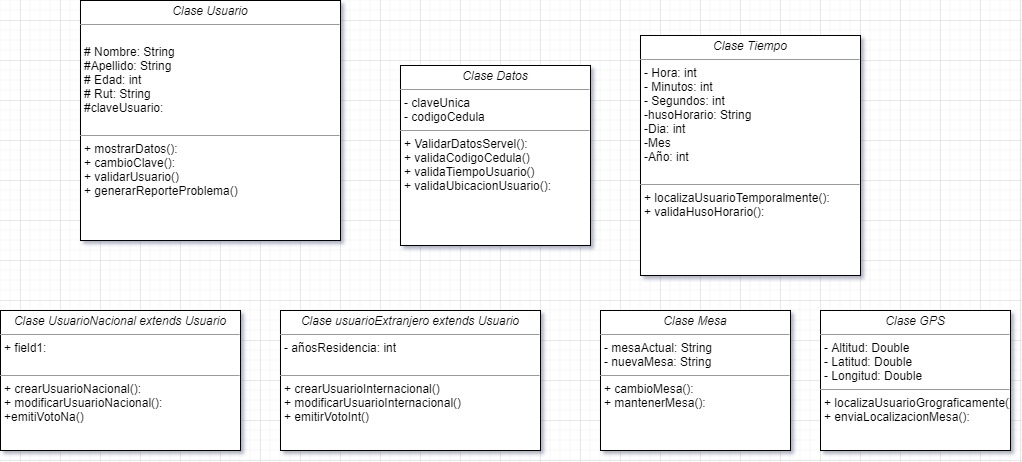 Clase Usuario
# Nombre: String
#Apellido: String
# Edad: int
# Rut: String
#claveUsuario:
+ mostrarDatos():
+ cambioClave():
+ validarUsuario()
+ generarReporteProblema()
Clase Datos
- claveUnica
- codigoCedula
+ ValidarDatosServel():
+ validaCodigoCedula()
+ validaTiempoUsuario()
+ validaUbicacionUsuario():
Clase Tiempo
- Hora: int
- Minutos: int
- Segundos: int
-husoHorario: String
-Dia: int
-Mes
-Año: int
+ localizaUsuarioTemporalmente():
+ validaHusoHorario():
Clase UsuarioNacional extends Usuario
+ field1:
+ crearUsuarioNacional():
+ modificarUsuarioNacional():
+emitiVotoNa()
Clase usuarioExtranjero extends Usuario
- añosResidencia: int
+ crearUsuarioInternacional()
+ modificarUsuarioInternacional()
+ emitirVotoInt()
Clase Mesa
- mesaActual: String
- nuevaMesa: String
+ cambioMesa():
+ mantenerMesa():
Clase GPS
- Altitud: Double
- Latitud: Double
- Longitud: Double
+ localizaUsuarioGrograficamente(
+ enviaLocalizacionMesa():